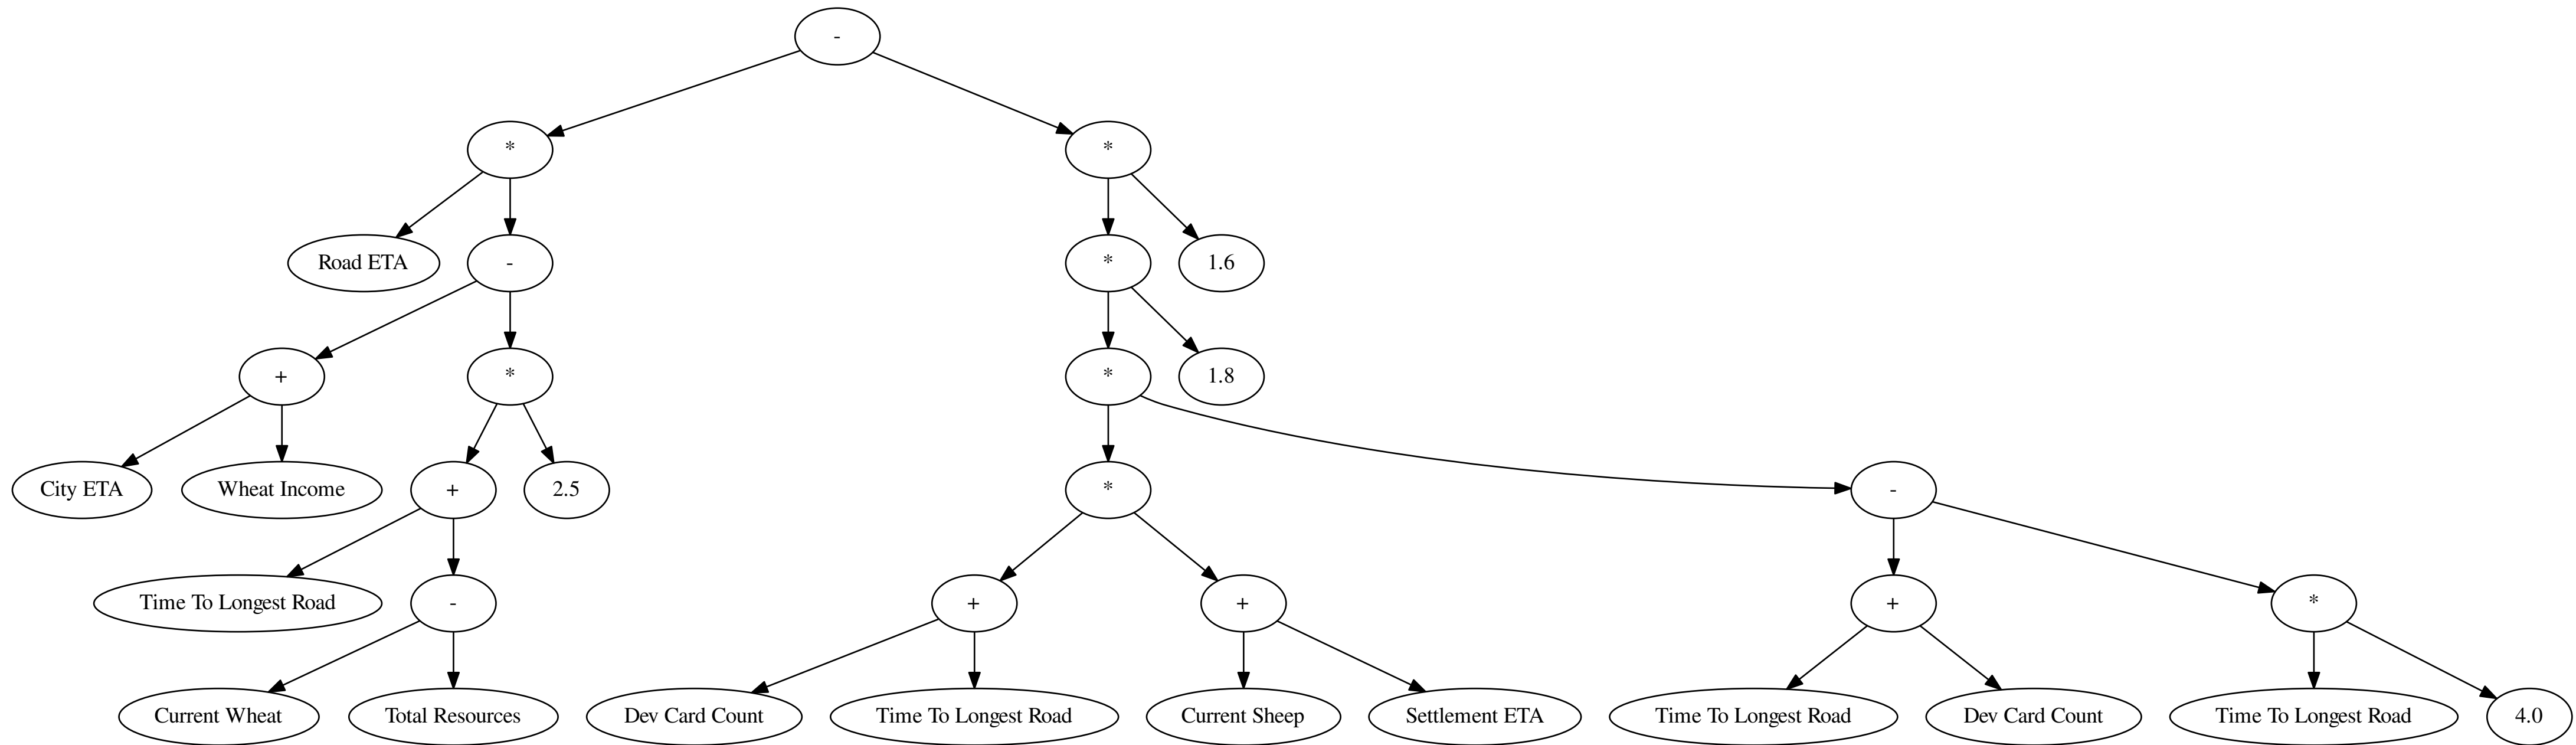 -
*
*
Road ETA
-
*
1.6
+
*
*
1.8
City ETA
Wheat Income
+
2.5
*
-
Time To Longest Road
-
+
+
+
*
Current Wheat
Total Resources
Dev Card Count
Time To Longest Road
Current Sheep
Settlement ETA
Time To Longest Road
Dev Card Count
Time To Longest Road
4.0